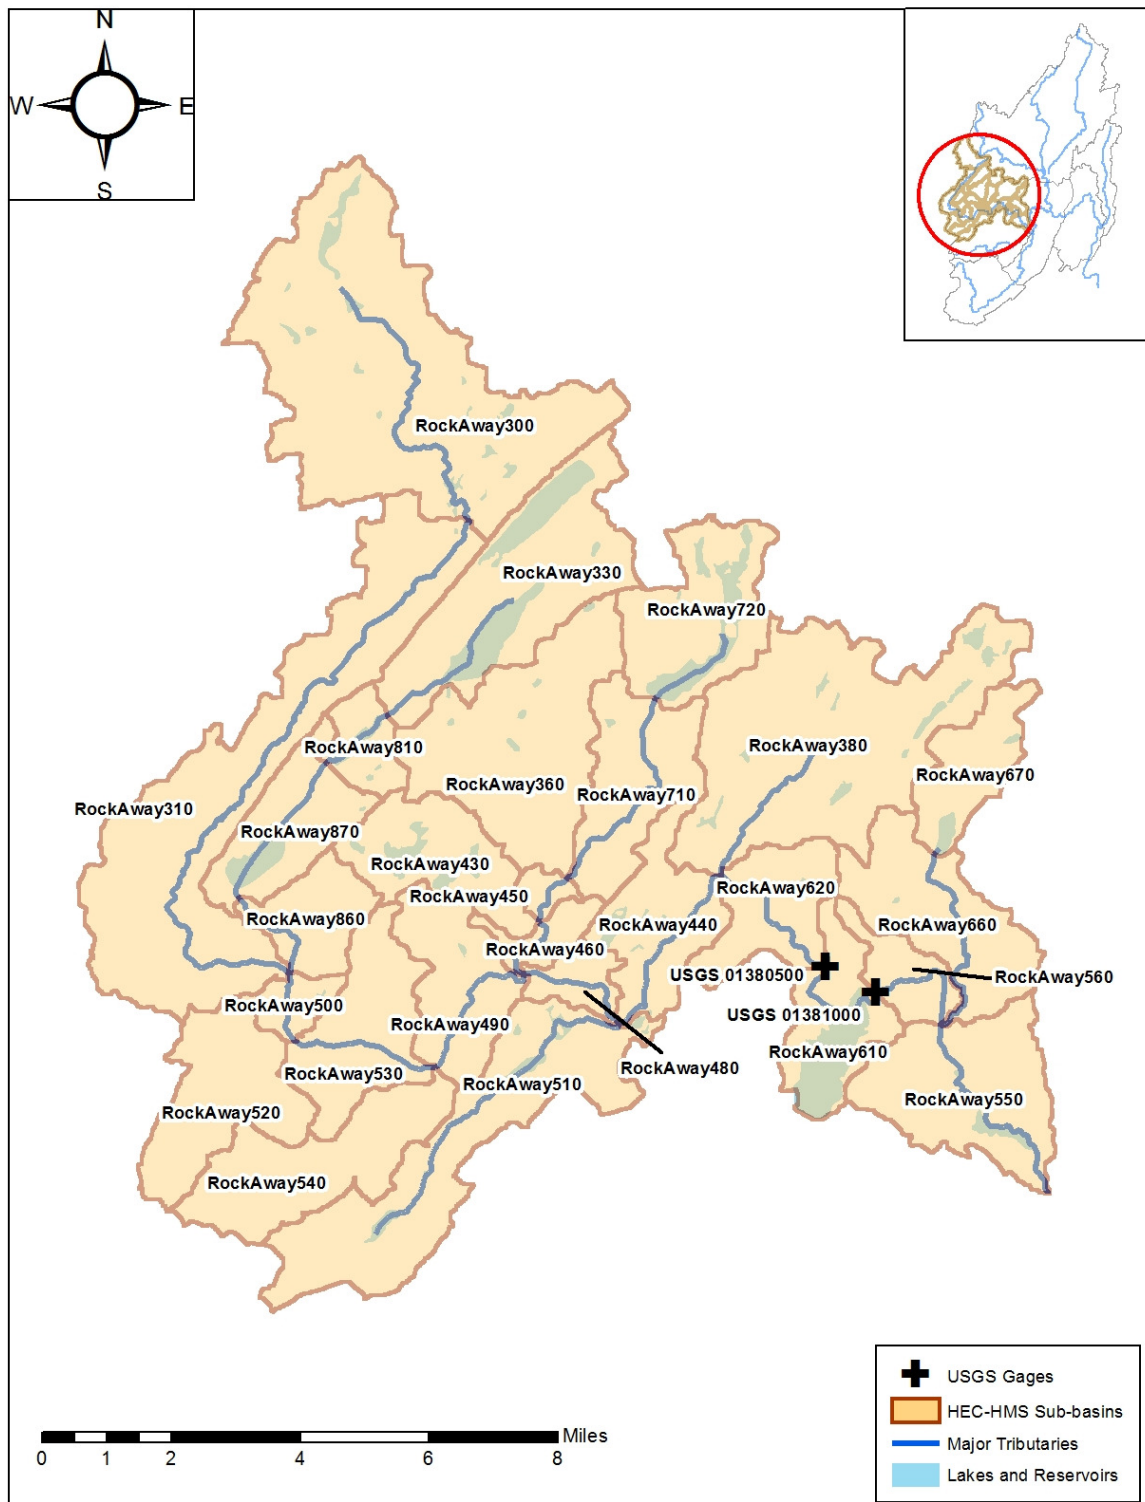 N
W E
S
RockAway300
RockAway330
RockAway720
RockAway810
RockAway380
RockAway360
RockAway670
RockAway710
RockAway310
RockAway870
RockAway430
RockAway620
RockAway450
RockAway860
RockAway440
RockAway660
RockAway460
USGS 01380500
RockAway560
RockAway500
USGS 01381000
RockAway490
RockAway610
RockAway480
RockAway530
RockAway510
RockAway550
RockAway520
RockAway540
USGS Gages
HEC-HMS Sub-basins
Major Tributaries
Lakes and Reservoirs
Miles
0 1 2 4 6 8